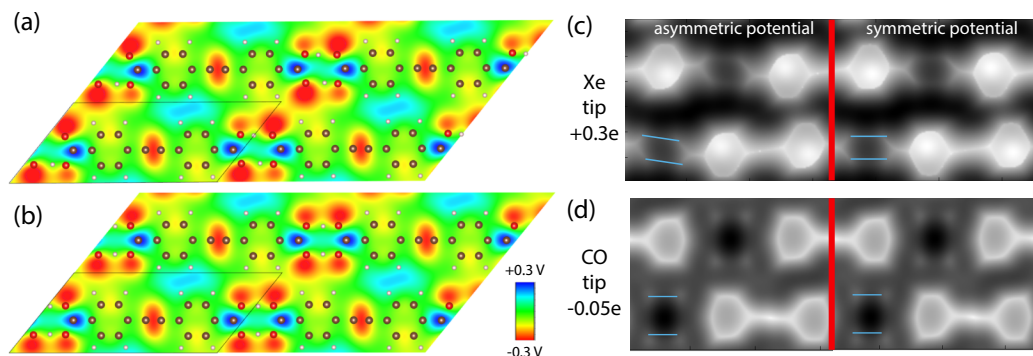 (a)
(b)
+0.3 V
-0.3 V
(c)
asymmetric potential
symmetric potential
Xe
tip
+0.3e
(d)
CO
tip
-0.05e